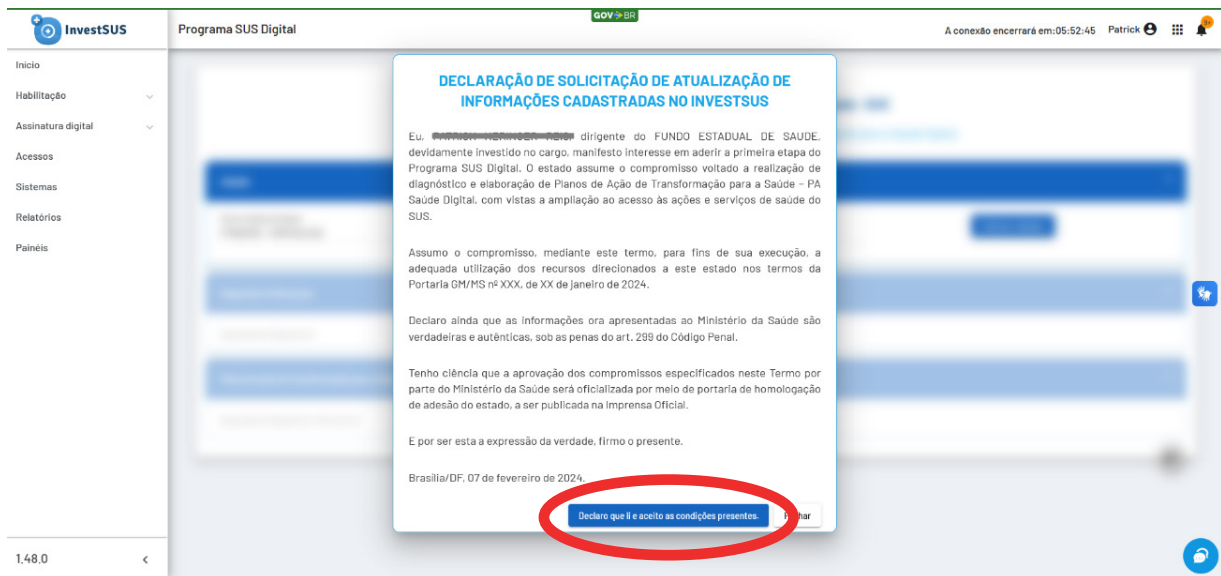 GOV BR
InvestSUS
Programa SUS Digital
A conexão encerrará em:05:52:45 Patrick
9+
Início
Habilitação
Assinatura digital
Acessos
Sistemas
Relatórios
Painéis
1.48.0
DECLARAÇÃO DE SOLICITAÇÃO DE ATUALIZAÇÃO DE
INFORMAÇÕES CADASTRADAS NO INVESTSUS
Eu, dirigente do FUNDO ESTADUAL DE SAUDE,
devidamente investido no cargo, manifesto interesse em aderir a primeira etapa do
Programa SUS Digital. O estado assume o compromisso voltado a realização de
diagnóstico e elaboração de Planos de Ação de Transformação para a Saúde – PA
Saúde Digital, com vistas a ampliação ao acesso às ações e serviços de saúde do
SUS.
Assumo o compromisso, mediante este termo, para fins de sua execução, a
adequada utilização dos recursos direcionados a este estado nos termos da
Portaria GM/MS nº XXX, de XX de janeiro de 2024.
Declaro ainda que as informações ora apresentadas ao Ministério da Saúde são
verdadeiras e autênticas, sob as penas do art. 299 do Código Penal.
Tenho ciência que a aprovação dos compromissos especificados neste Termo por
parte do Ministério da Saúde será oficializada por meio de portaria de homologação
de adesão do estado, a ser publicada na Imprensa Oficial.
E por ser esta a expressão da verdade, firmo o presente.
Brasília/DF, 07 de fevereiro de 2024.
Declaro que li e aceito as condições presentes.